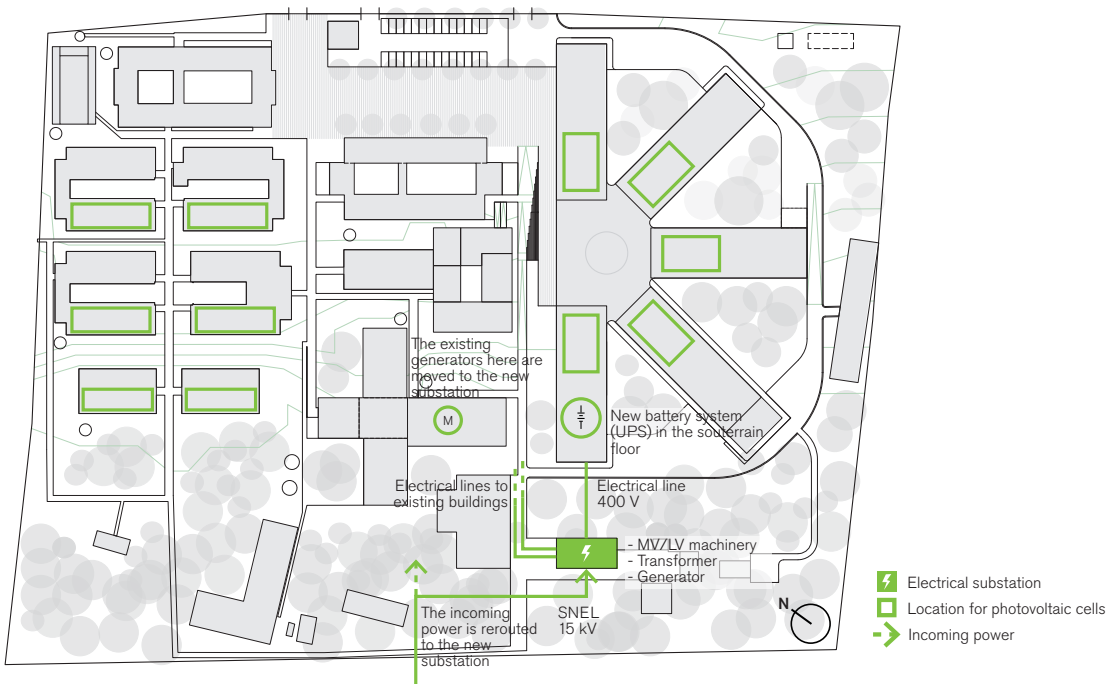 The existing
generators here are
moved to the new
substation
M
New battery system
(UPS) in the souterrain
floor
Electrical lines to
existing buildings
Electrical line
400 V
- MV/LV machinery
- Transformer
- Generator
The incoming
power is rerouted
to the new
substation
SNEL
15 kV
N
Electrical substation
Location for photovoltaic cells
Incoming power